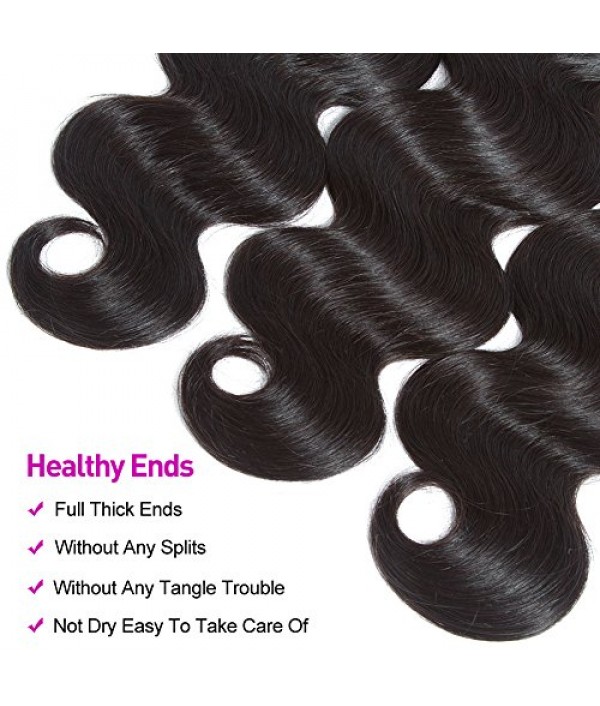 Healthy Ends
Full Thick Ends
Without Any Splits
Without Any Tangle Trouble
Not Dry Easy To Take Care Of